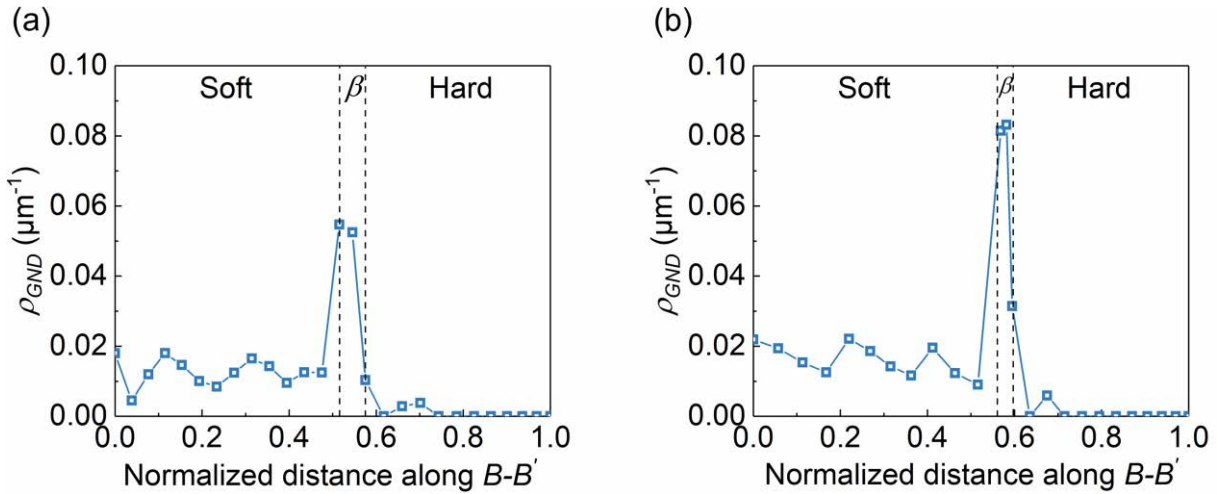 (a)
0.10
Soft
β
Hard
0.08
0.06
0.04
0.02
0.00
ρGND (μm⁻¹)
0.0 0.2 0.4 0.6 0.8 1.0
Normalized distance along B-B'
(b)
0.10
Soft
β
Hard
0.08
0.06
0.04
0.02
0.00
ρGND (μm⁻¹)
0.0 0.2 0.4 0.6 0.8 1.0
Normalized distance along B-B'